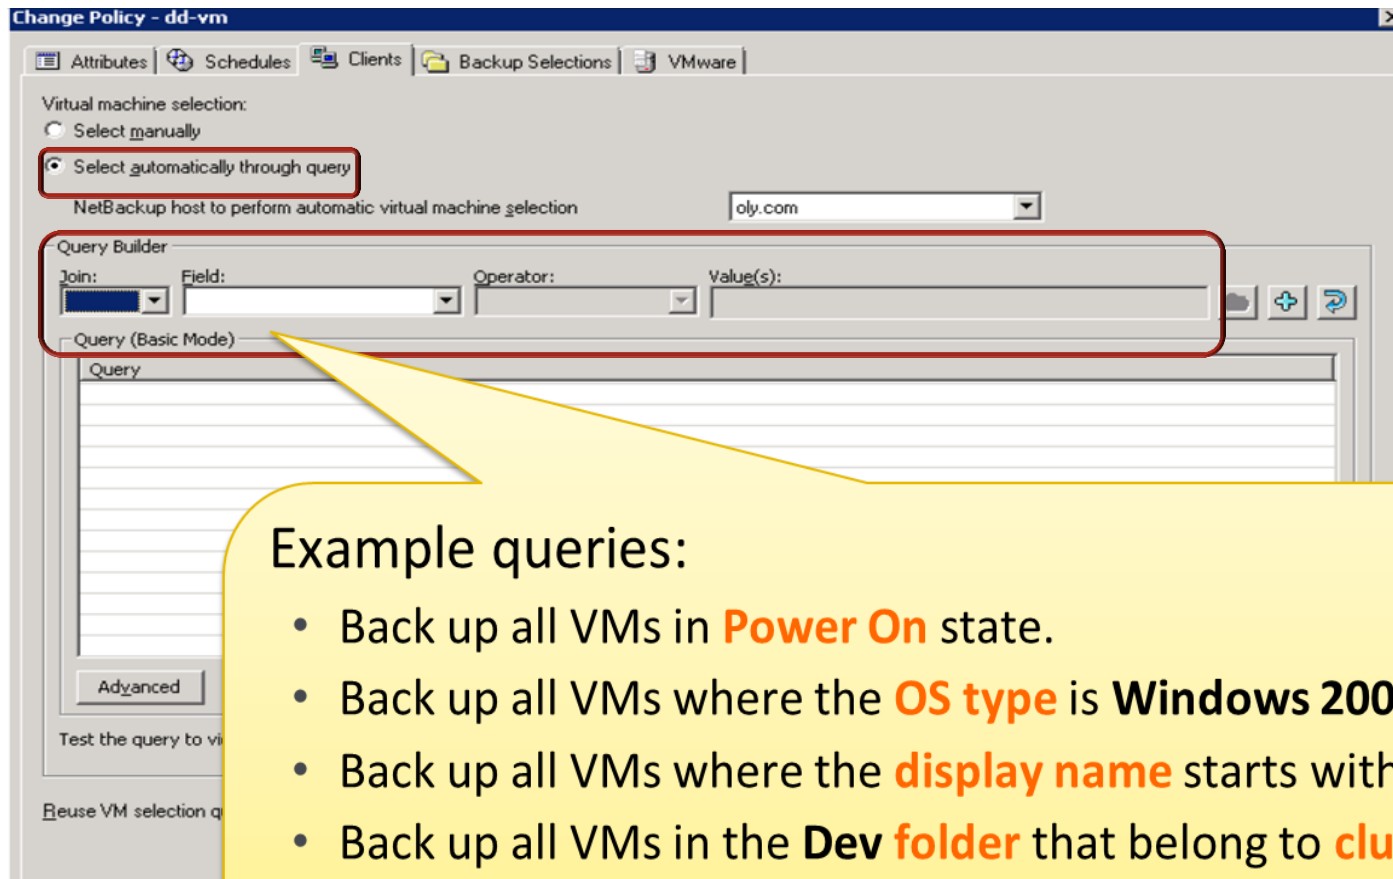 Change Policy - dd-vm
Attributes Schedules Clients Backup Selections VMware
Virtual machine selection:
Select manually
Select automatically through query
NetBackup host to perform automatic virtual machine selection oly.com
Query Builder
Join: Field: Operator: Value(s):
Query (Basic Mode)
Query
Example queries:
• Back up all VMs in Power On state.
Advanced
• Back up all VMs where the OS type is Windows 200
Test the query to vi
• Back up all VMs where the display name starts with
Reuse VM selection q
• Back up all VMs in the Dev folder that belong to clu